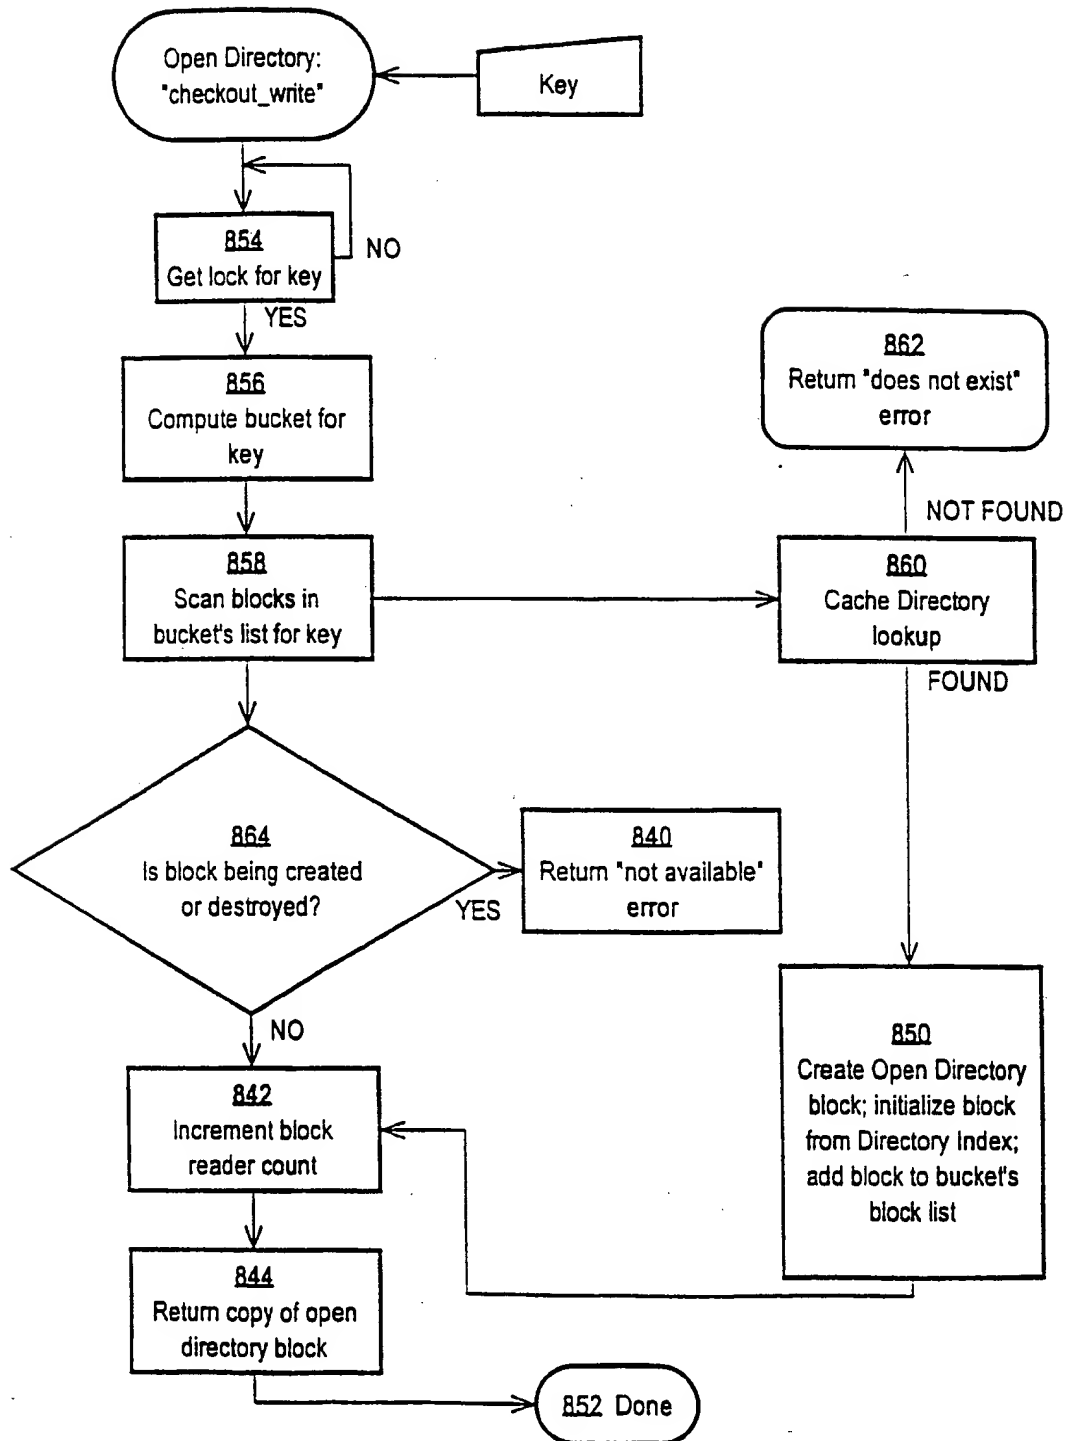 Open Directory:
"checkout_write"
Key
854
Get lock for key
NO
YES
856
Compute bucket for
key
858
Scan blocks in
bucket's list for key
862
Return "does not exist"
error
NOT FOUND
860
Cache Directory
lookup
FOUND
864
Is block being created
or destroyed?
YES
840
Return "not available"
error
NO
850
Create Open Directory
block; initialize block
from Directory Index;
add block to bucket's
block list
842
Increment block
reader count
844
Return copy of open
directory block
852 Done